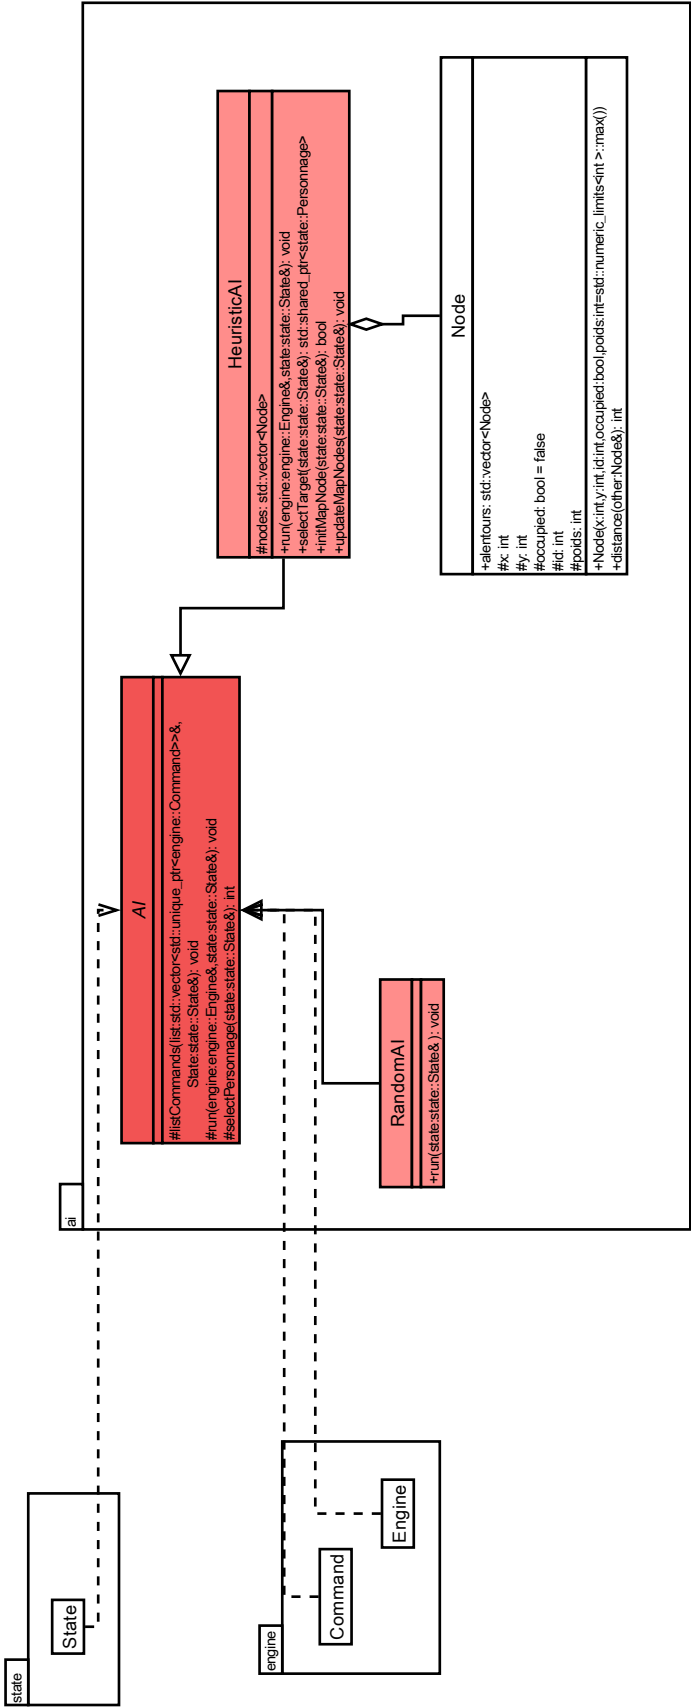 state
State
engine
Command
Engine
ai
AI
#listCommands(list:std::vector<std::unique_ptr<engine::Command>>&,
State:state::State&): void
#run(engine:engine::Engine&,state:state::State&): void
#selectPersonnage(state:state::State&): int
RandomAI
+run(state:state::State& ): void
HeuristicAI
#nodes: std::vector<Node>
+run(engine:engine::Engine&,state:state::State&): void
+selectTarget(state:state::State&): std::shared_ptr<state::Personnage>
+initMapNode(state:state::State&): bool
+updateMapNodes(state:state::State&): void
Node
+alentours: std::vector<Node>
#x: int
#y: int
#occupied: bool = false
#id: int
#poids: int
+Node(x:int,y:int,id:int,occupied:bool,poids:int=std::numeric_limits<int >::max())
+distance(other:Node&): int